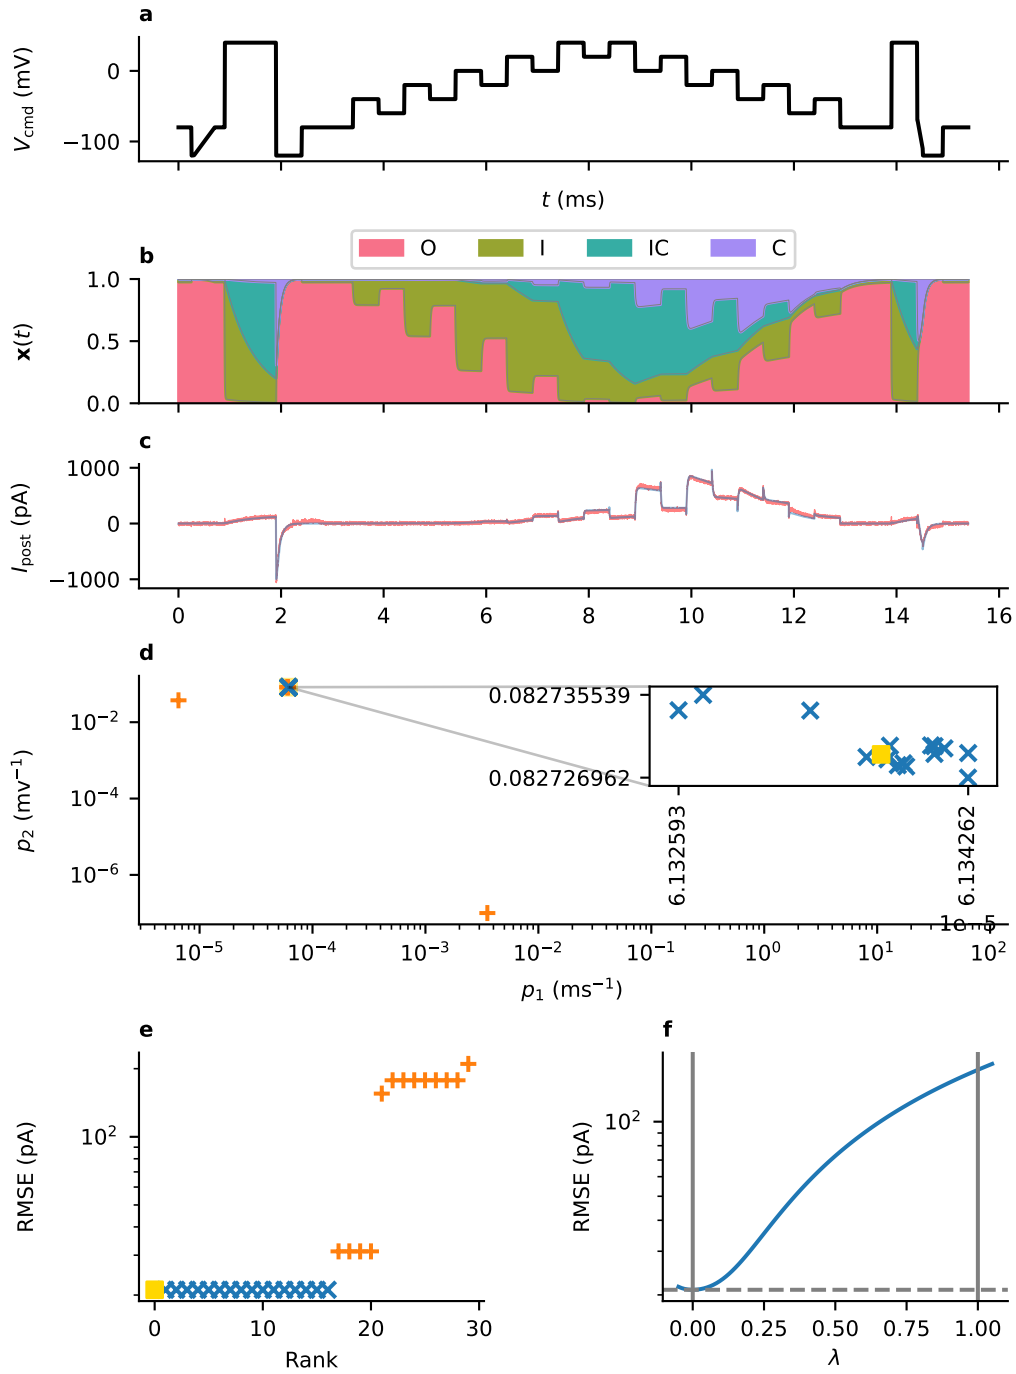 a
V_cmd (mV)
0
−100
t (ms)
O I IC C
b
x(t)
1.0
0.5
0.0
c
I_post (pA)
1000
0
−1000
0 2 4 6 8 10 12 14 16
d
p_2 (mv^−1)
10^−2
10^−4
10^−6
0.082735539
0.082726962
6.132593
6.134262
1e−5
10^−5 10^−4 10^−3 10^−2 10^−1 10^0 10^1 10^2
p_1 (ms^−1)
e
RMSE (pA)
10^2
0 10 20 30
Rank
f
RMSE (pA)
10^2
0.00 0.25 0.50 0.75 1.00
λ